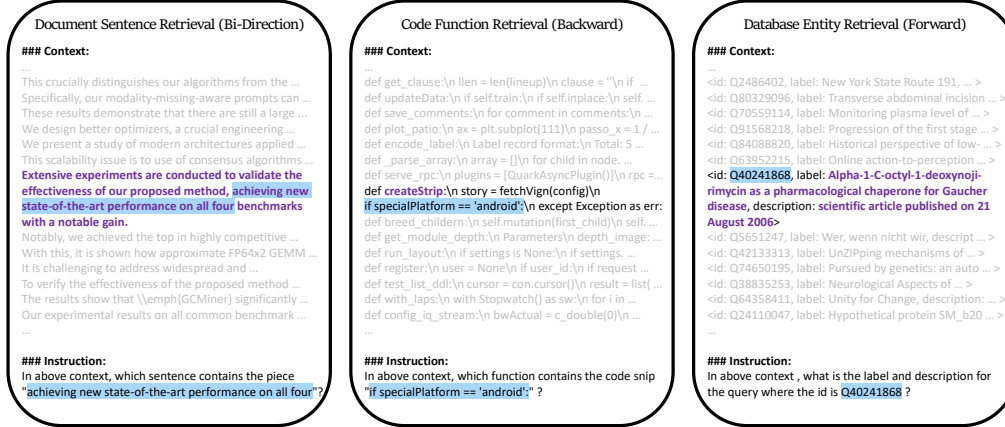 Document Sentence Retrieval (Bi-Direction)
### Context:
...
This crucially distinguishes our algorithms from the ...
Specifically, our modality-missing-aware prompts can ...
These results demonstrate that there are still a large ...
We design better optimizers, a crucial engineering ...
We present a study of modern architectures applied ...
This scalability issue is to use of consensus algorithms ...
Extensive experiments are conducted to validate the
effectiveness of our proposed method, achieving new
state-of-the-art performance on all four benchmarks
with a notable gain.
Notably, we achieved the top in highly competitive ...
With this, it is shown how approximate FP64x2 GEMM ...
It is challenging to address widespread and ...
To verify the effectiveness of the proposed method ...
The results show that \\emph{GCMiner} significantly ...
Our experimental results on all common benchmark ...
...
### Instruction:
In above context, which sentence contains the piece
"achieving new state-of-the-art performance on all four"?
Code Function Retrieval (Backward)
### Context:
...
def get_clause:\n llen = len(lineup)\n clause = ''\n if ...
def updateData:\n if self.train:\n if self.inplace:\n self. ...
def save_comments:\n for comment in comments:\n ...
def plot_patio:\n ax = plt.subplot(111)\n passo_x = 1 / ...
def encode_label:\n Label record format:\n Total: 5 ...
def _parse_array:\n array = []\n for child in node. ...
def serve_rpc:\n plugins = [QuarkAsyncPlugin()]\n rpc =...
def createStrip:\n story = fetchVign(config)\n
if specialPlatform == 'android':\n except Exception as err:
def breed_childern:\n self.mutation(first_child)\n self. ...
def get_module_depth:\n Parameters\n depth_image: ...
def run_layout:\n if settings is None:\n if settings. ...
def register:\n user = None\n if user_id:\n if request ...
def test_list_ddl:\n cursor = con.cursor()\n result = list( ...
def with_laps:\n with Stopwatch() as sw:\n for i in ...
def config_iq_stream:\n bwActual = c_double(0)\n ...
...
### Instruction:
In above context, which function contains the code snip
"if specialPlatform == 'android':" ?
Database Entity Retrieval (Forward)
### Context:
...
<id: Q2486402, label: New York State Route 191, ... >
<id: Q80329096, label: Transverse abdominal incision ... >
<id: Q70559114, label: Monitoring plasma level of ... >
<id: Q91568218, label: Progression of the first stage ... >
<id: Q84088820, label: Historical perspective of low- ... >
<id: Q63952215, label: Online action-to-perception ... >
<id: Q40241868, label: Alpha-1-C-octyl-1-deoxynoji-
rimycin as a pharmacological chaperone for Gaucher
disease, description: scientific article published on 21
August 2006>
<id: Q5651247, label: Wer, wenn nicht wir, descript ... >
<id: Q42133313, label: UnZIPping mechanisms of ... >
<id: Q74650195, label: Pursued by genetics: an auto ... >
<id: Q38835253, label: Neurological Aspects of ... >
<id: Q64358411, label: Unity for Change, description: ... >
<id: Q24110047, label: Hypothetical protein SM_b20 ... >
...
### Instruction:
In above context , what is the label and description for
the query where the id is Q40241868 ?